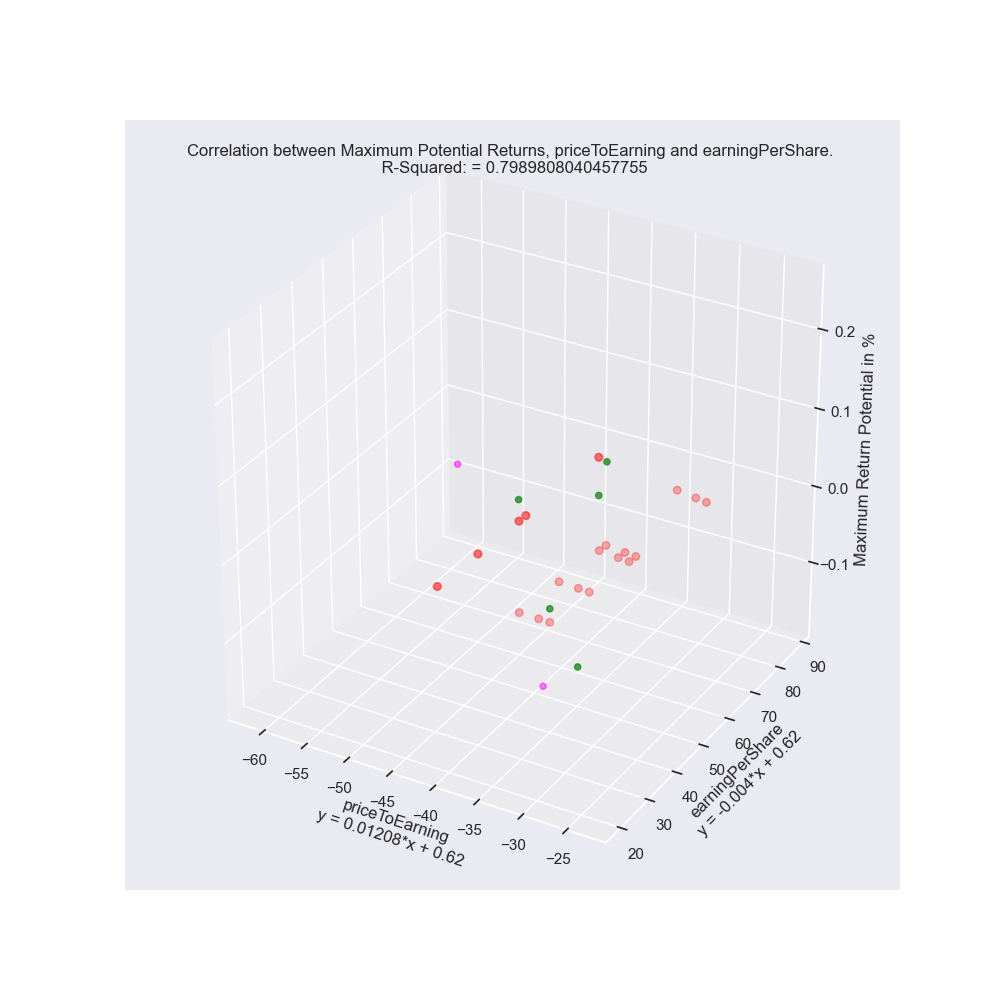 Correlation between Maximum Potential Returns, priceToEarning and earningPerShare.
R-Squared: = 0.7989808040457755
0.2
0.1
0.0
−0.1
Maximum Return Potential in %
90
80
70
60
50
40
30
20
earningPerShare
y = -0.004*x + 0.62
−60
−55
−50
−45
−40
−35
−30
−25
priceToEarning
y = 0.01208*x + 0.62